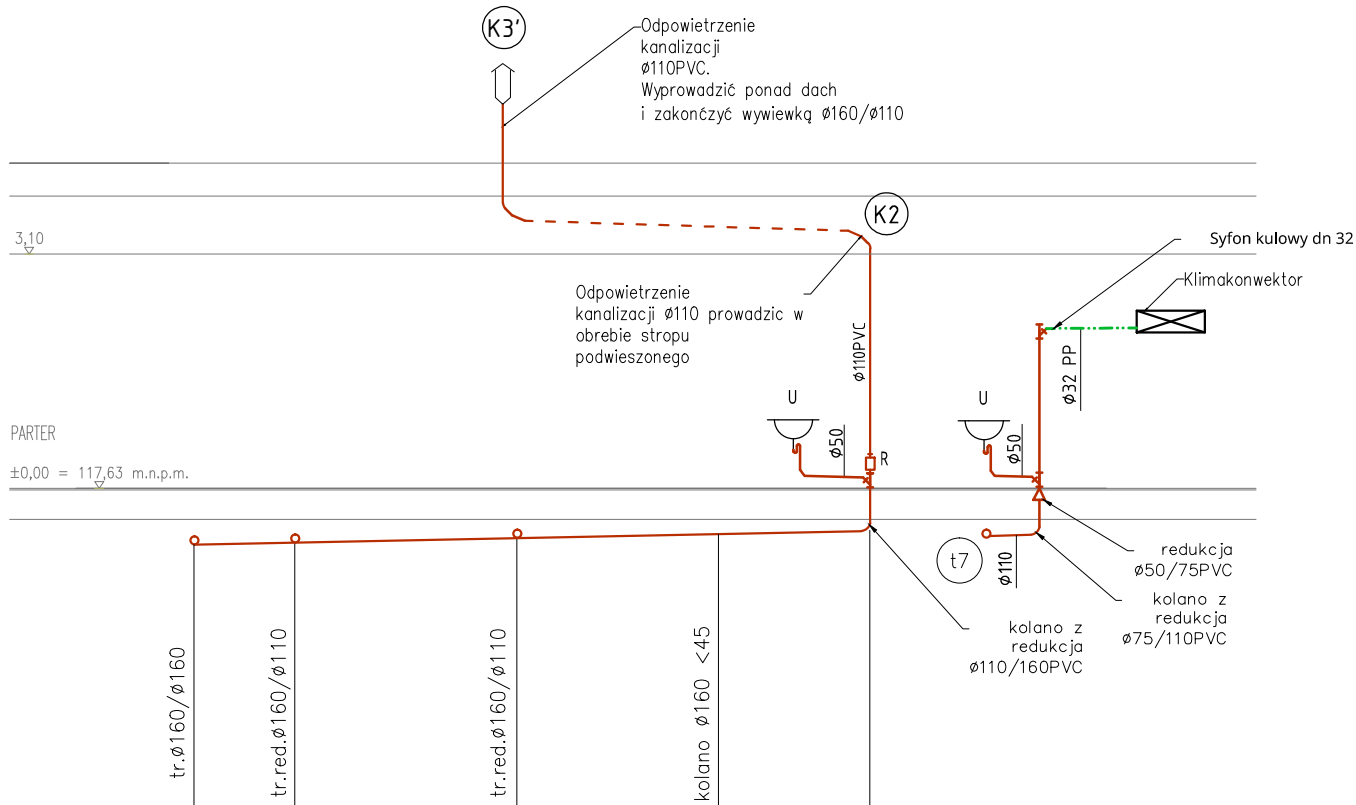 K3'
Odpowietrzenie
kanalizacji
Ø110PVC.
Wyprowadzić ponad dach
i zakończyć wywiewką Ø160/Ø110
K2
3,10
Syfon kulowy dn 32
Klimakonwektor
Odpowietrzenie
kanalizacji Ø110 prowadzic w
obrebie stropu
podwieszonego
Ø110PVC
Ø32 PP
U
U
Ø50
Ø50
R
PARTER
±0,00 = 117,63 m.n.p.m.
t7
Ø110
redukcja
Ø50/75PVC
kolano z
redukcja
Ø75/110PVC
kolano z
redukcja
Ø110/160PVC
tr.Ø160/Ø160
tr.red.Ø160/Ø110
tr.red.Ø160/Ø110
kolano Ø160 <45